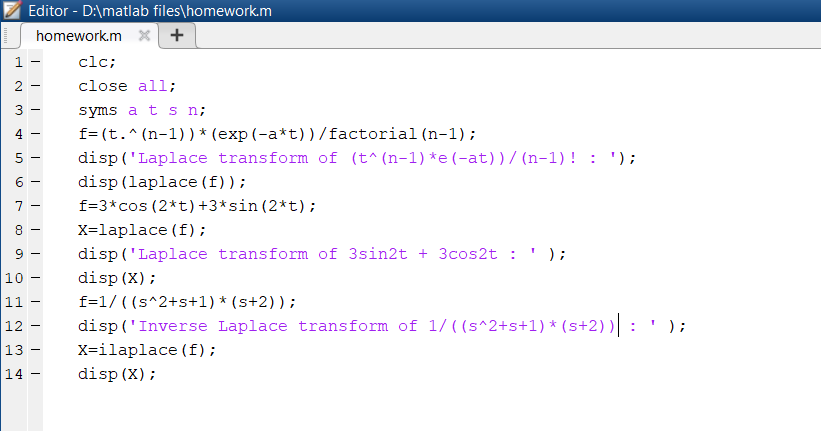 Editor - D:\matlab files\homework.m
homework.m × +
1 – clc;
2 – close all;
3 – syms a t s n;
4 – f=(t.^(n-1))*(exp(-a*t))/factorial(n-1);
5 – disp('Laplace transform of (t^(n-1)*e(-at))/(n-1)! : ');
6 – disp(laplace(f));
7 – f=3*cos(2*t)+3*sin(2*t);
8 – X=laplace(f);
9 – disp('Laplace transform of 3sin2t + 3cos2t : ' );
10 – disp(X);
11 – f=1/((s^2+s+1)*(s+2));
12 – disp('Inverse Laplace transform of 1/((s^2+s+1)*(s+2)) : ' );
13 – X=ilaplace(f);
14 – disp(X);